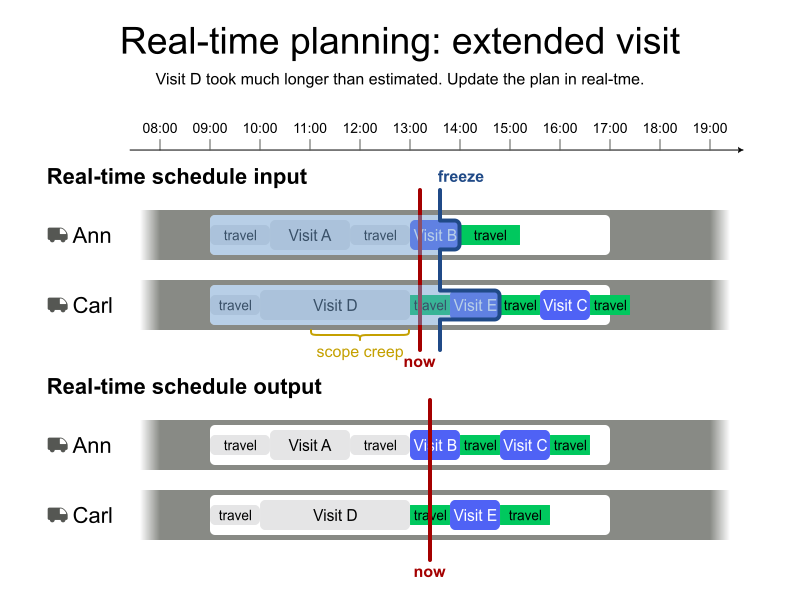 Real-time planning: extended visit
Visit D took much longer than estimated. Update the plan in real-tme.
08:00 09:00 10:00 11:00 12:00 13:00 14:00 15:00 16:00 17:00 18:00 19:00
Real-time schedule input
freeze
Ann travel Visit A travel Visit B travel
Carl travel Visit D travel Visit E travel Visit C travel
scope creep
now
Real-time schedule output
Ann travel Visit A travel Visit B travel Visit C travel
Carl travel Visit D travel Visit E travel
now